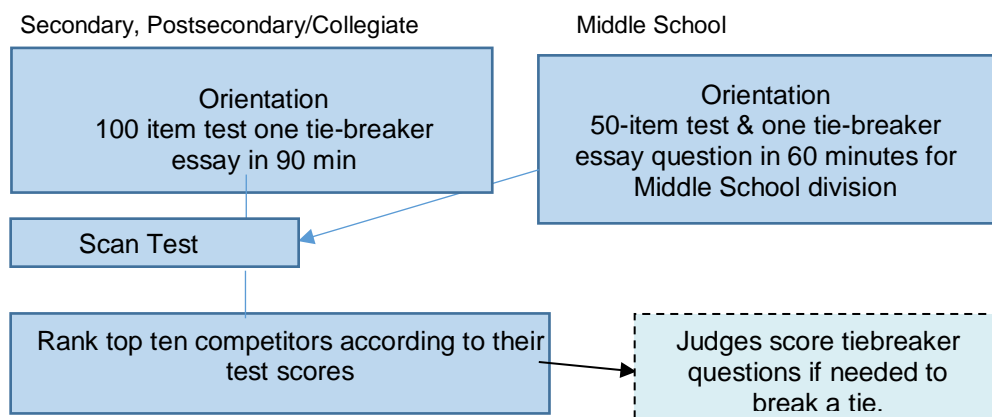 Secondary, Postsecondary/Collegiate
Middle School
Orientation
100 item test one tie-breaker
essay in 90 min
Orientation
50-item test & one tie-breaker
essay question in 60 minutes for
Middle School division
Scan Test
Rank top ten competitors according to their
test scores
Judges score tiebreaker
questions if needed to
break a tie.